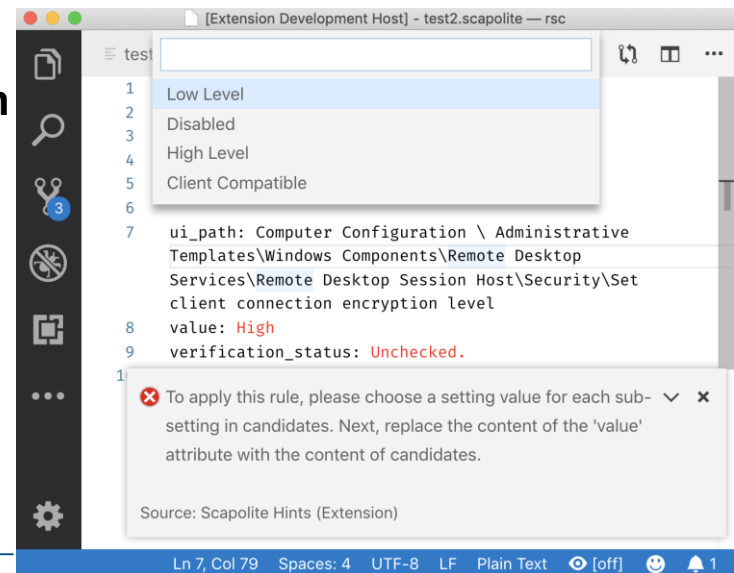 [Extension Development Host] - test2.scapolite — rsc
n
test
Low Level
Disabled
High Level
Client Compatible
1
2
3
4
5
6
7 ui_path: Computer Configuration \ Administrative
Templates\Windows Components\Remote Desktop
Services\Remote Desktop Session Host\Security\Set
client connection encryption level
8 value: High
9 verification_status: Unchecked.
1
3
To apply this rule, please choose a setting value for each sub-
setting in candidates. Next, replace the content of the 'value'
attribute with the content of candidates.
Source: Scapolite Hints (Extension)
Ln 7, Col 79 Spaces: 4 UTF-8 LF Plain Text [off] 1